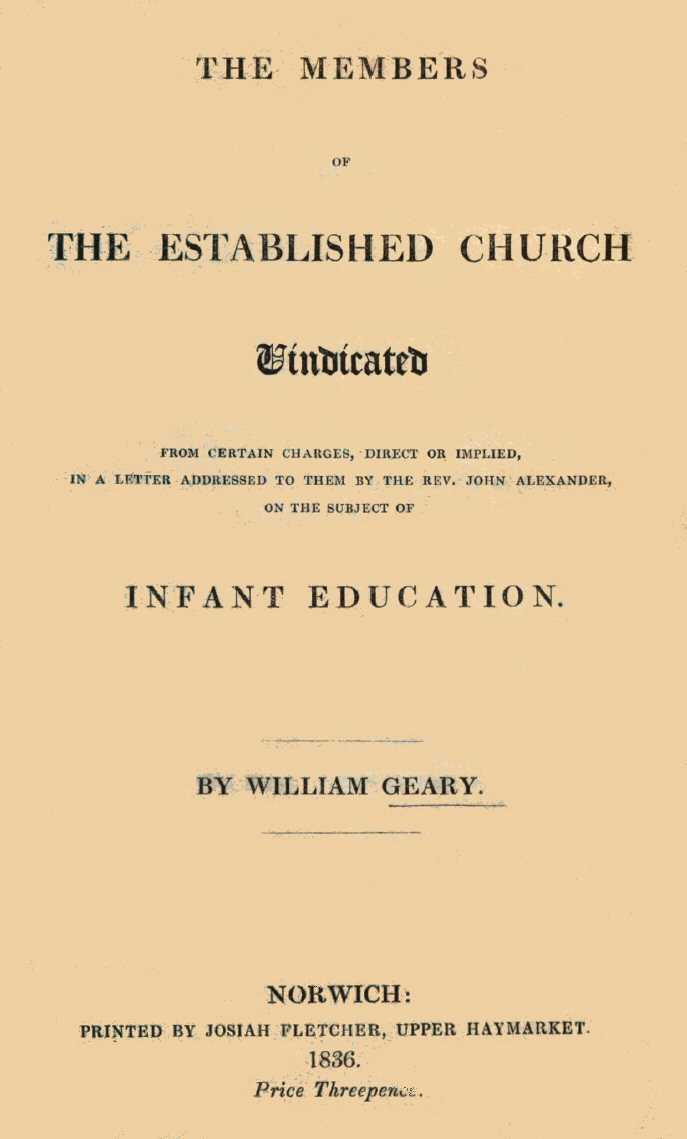 THE MEMBERS
OF
THE ESTABLISHED CHURCH
Vindicated
FROM CERTAIN CHARGES, DIRECT OR IMPLIED,
IN A LETTER ADDRESSED TO THEM BY THE REV. JOHN ALEXANDER,
ON THE SUBJECT OF
INFANT EDUCATION.
BY WILLIAM GEARY.
NORWICH:
PRINTED BY JOSIAH FLETCHER, UPPER HAYMARKET.
1836.
Price Threepence.